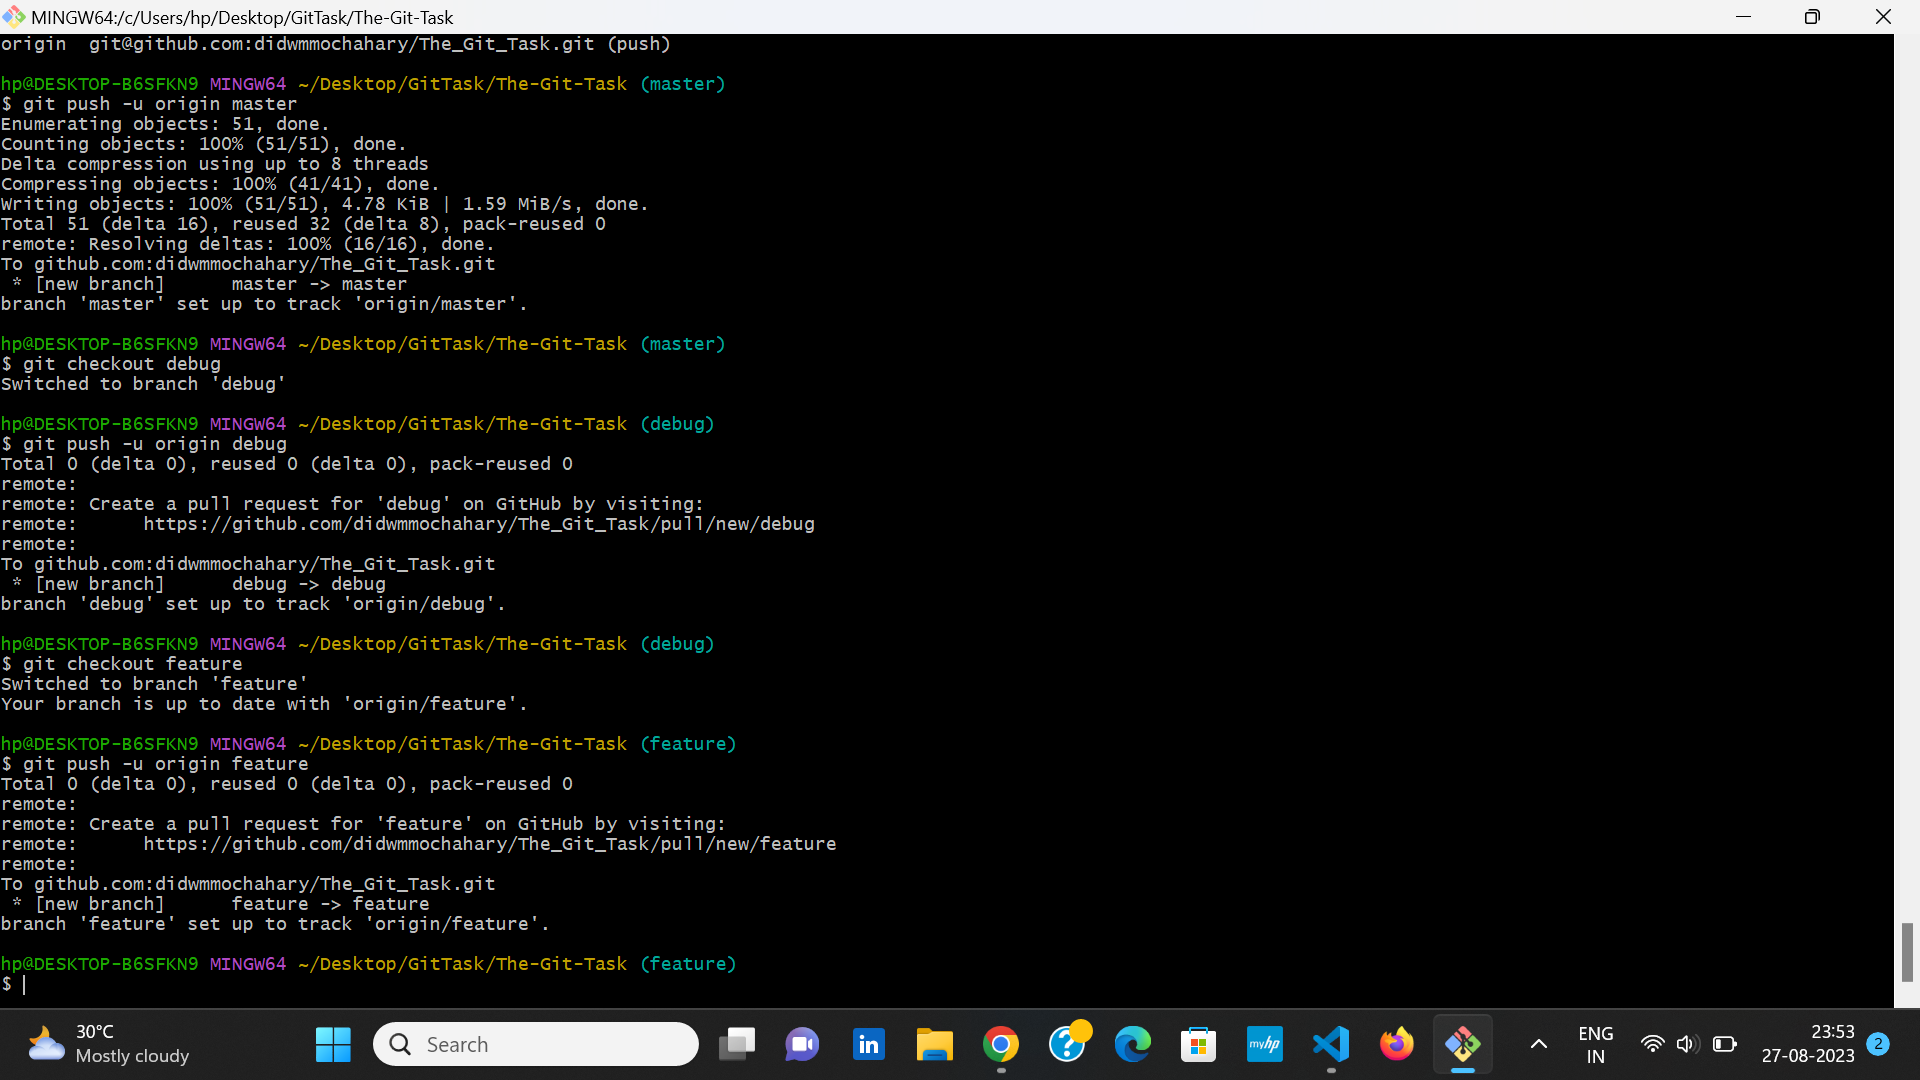 MINGW64:/c/Users/hp/Desktop/GitTask/The-Git-Task
origin  git@github.com:didwmmochahary/The_Git_Task.git (push)
hp@DESKTOP-B6SFKN9 MINGW64 ~/Desktop/GitTask/The-Git-Task (master)
$ git push -u origin master
Enumerating objects: 51, done.
Counting objects: 100% (51/51), done.
Delta compression using up to 8 threads
Compressing objects: 100% (41/41), done.
Writing objects: 100% (51/51), 4.78 KiB | 1.59 MiB/s, done.
Total 51 (delta 16), reused 32 (delta 8), pack-reused 0
remote: Resolving deltas: 100% (16/16), done.
To github.com:didwmmochahary/The_Git_Task.git
 * [new branch]      master -> master
branch 'master' set up to track 'origin/master'.
hp@DESKTOP-B6SFKN9 MINGW64 ~/Desktop/GitTask/The-Git-Task (master)
$ git checkout debug
Switched to branch 'debug'
hp@DESKTOP-B6SFKN9 MINGW64 ~/Desktop/GitTask/The-Git-Task (debug)
$ git push -u origin debug
Total 0 (delta 0), reused 0 (delta 0), pack-reused 0
remote:
remote: Create a pull request for 'debug' on GitHub by visiting:
remote:      https://github.com/didwmmochahary/The_Git_Task/pull/new/debug
remote:
To github.com:didwmmochahary/The_Git_Task.git
 * [new branch]      debug -> debug
branch 'debug' set up to track 'origin/debug'.
hp@DESKTOP-B6SFKN9 MINGW64 ~/Desktop/GitTask/The-Git-Task (debug)
$ git checkout feature
Switched to branch 'feature'
Your branch is up to date with 'origin/feature'.
hp@DESKTOP-B6SFKN9 MINGW64 ~/Desktop/GitTask/The-Git-Task (feature)
$ git push -u origin feature
Total 0 (delta 0), reused 0 (delta 0), pack-reused 0
remote:
remote: Create a pull request for 'feature' on GitHub by visiting:
remote:      https://github.com/didwmmochahary/The_Git_Task/pull/new/feature
remote:
To github.com:didwmmochahary/The_Git_Task.git
 * [new branch]      feature -> feature
branch 'feature' set up to track 'origin/feature'.
hp@DESKTOP-B6SFKN9 MINGW64 ~/Desktop/GitTask/The-Git-Task (feature)
$
30°C
Mostly cloudy
Search
in
?
myhp
ENG
IN
23:53
27-08-2023
2